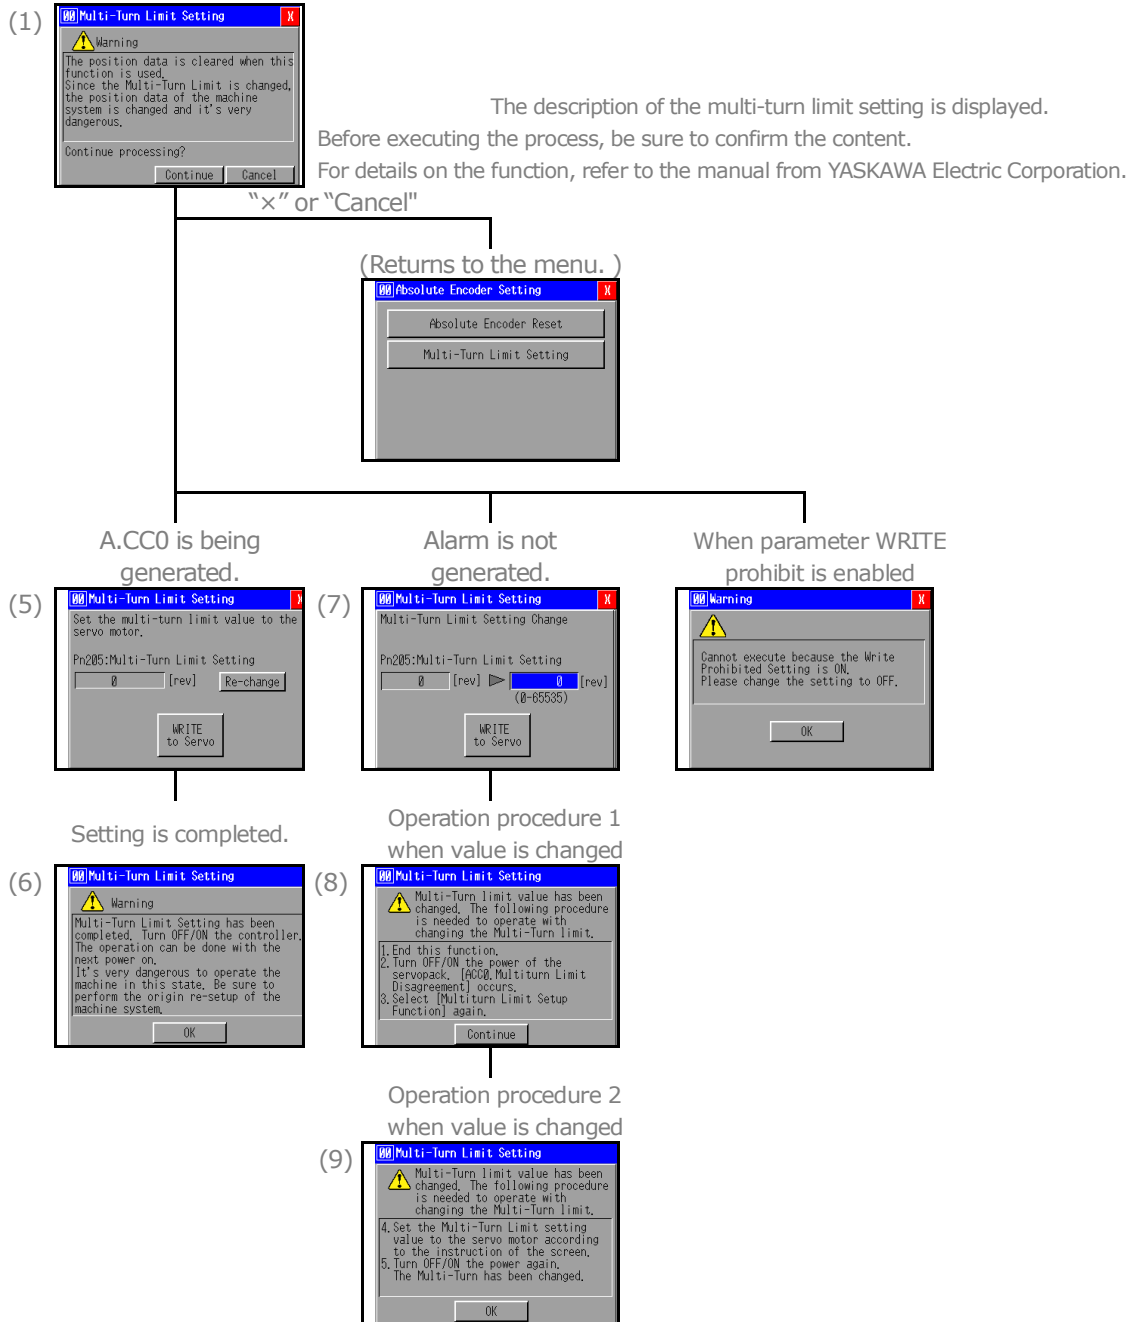 (1)
00 Multi-Turn Limit Setting X
Warning
The position data is cleared when this
function is used.
Since the Multi-Turn Limit is changed,
the position data of the machine
system is changed and it's very
dangerous.
Continue processing?
Continue Cancel
The description of the multi-turn limit setting is displayed.
Before executing the process, be sure to confirm the content.
For details on the function, refer to the manual from YASKAWA Electric Corporation.
“×” or “Cancel"
(Returns to the menu. )
00 Absolute Encoder Setting X
Absolute Encoder Reset
Multi-Turn Limit Setting
A.CC0 is being
generated.
(5)
00 Multi-Turn Limit Setting X
Set the multi-turn limit value to the
servo motor.
Pn205:Multi-Turn Limit Setting
0 [rev] Re-change
WRITE
to Servo
Alarm is not
generated.
(7)
00 Multi-Turn Limit Setting X
Multi-Turn Limit Setting Change
Pn205:Multi-Turn Limit Setting
0 [rev] 0 [rev]
(0-65535)
WRITE
to Servo
When parameter WRITE
prohibit is enabled
00 Warning X
Cannot execute because the Write
Prohibited Setting is ON.
Please change the setting to OFF.
OK
Setting is completed.
(6)
00 Multi-Turn Limit Setting
Warning
Multi-Turn Limit Setting has been
completed. Turn OFF/ON the controller.
The operation can be done with the
next power on.
It's very dangerous to operate the
machine in this state. Be sure to
perform the origin re-setup of the
machine system.
OK
Operation procedure 1
when value is changed
(8)
00 Multi-Turn Limit Setting
Multi-Turn limit value has been
changed. The following procedure
is needed to operate with
changing the Multi-Turn limit.
1.End this function.
2.Turn OFF/ON the power of the
servopack. [ACC0.Multiturn Limit
Disagreement] occurs.
3.Select [Multiturn Limit Setup
Function] again.
Continue
Operation procedure 2
when value is changed
(9)
00 Multi-Turn Limit Setting
Multi-Turn limit value has been
changed. The following procedure
is needed to operate with
changing the Multi-Turn limit.
4.Set the Multi-Turn Limit setting
value to the servo motor according
to the instruction of the screen.
5.Turn OFF/ON the power again.
The Multi-Turn has been changed.
OK